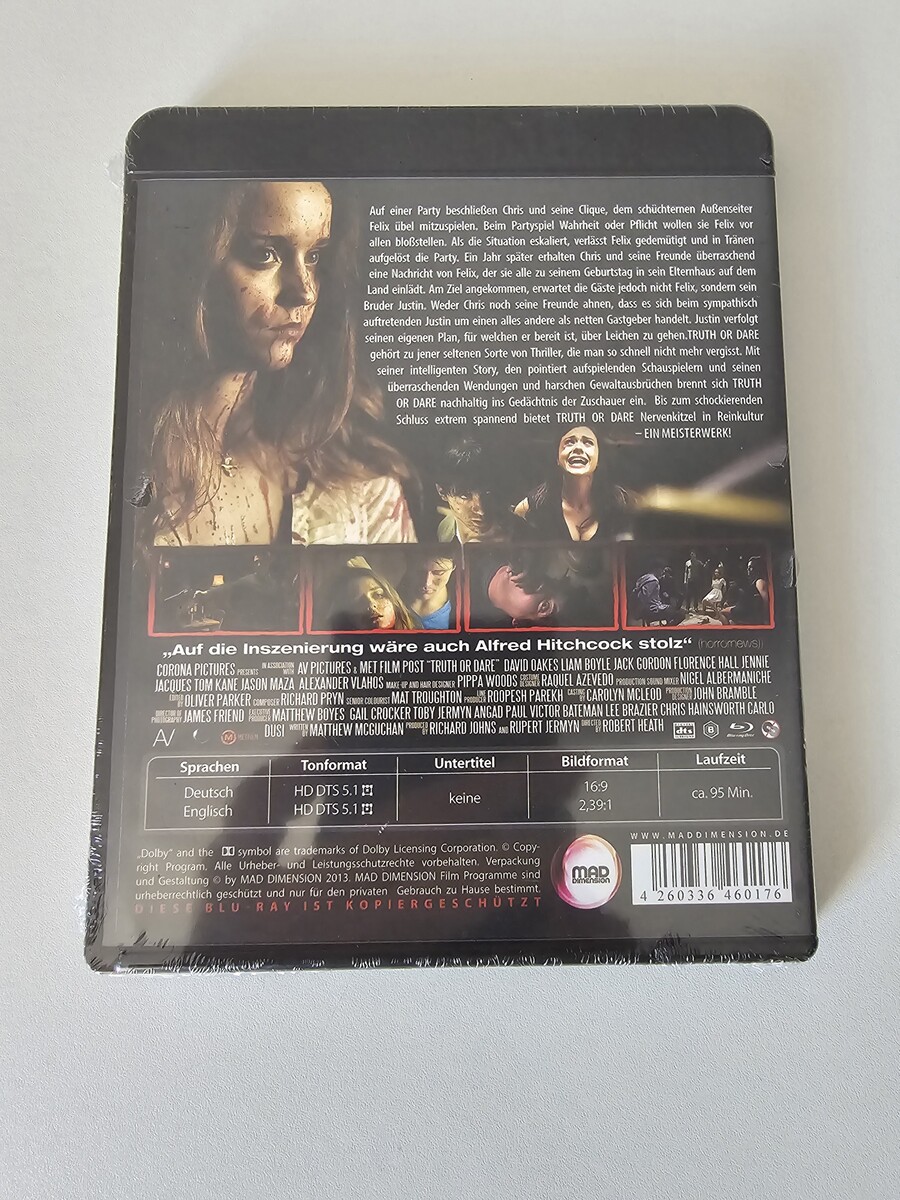 Auf einer Party beschließen Chris und seine Clique, dem schüchternen Außenseiter
Felix übel mitzuspielen. Beim Partyspiel Wahrheit oder Pflicht wollen sie Felix vor
allen bloßstellen. Als die Situation eskaliert, verlässt Felix gedemütigt und in Tränen
aufgelöst die Party. Ein Jahr später erhalten Chris und seine Freunde überraschend
eine Nachricht von Felix, der sie alle zu seinem Geburtstag in sein Elternhaus auf dem
Land einlädt. Am Ziel angekommen, erwartet die Gäste jedoch nicht Felix, sondern sein
Bruder Justin. Weder Chris noch seine Freunde ahnen, dass es sich beim sympathisch
auftretenden Justin um einen alles andere als netten Gastgeber handelt. Justin verfolgt
seinen eigenen Plan, für welchen er bereit ist, über Leichen zu gehen.TRUTH OR DARE
gehört zu jener seltenen Sorte von Thriller, die man so schnell nicht mehr vergisst. Mit
seiner intelligenten Story, den pointiert aufspielenden Schauspielern und seinen
überraschenden Wendungen und harschen Gewaltausbrüchen brennt sich TRUTH
OR DARE nachhaltig ins Gedächtnis der Zuschauer ein. Bis zum schockierenden
Schluss extrem spannend bietet TRUTH OR DARE Nervenkitzel in Reinkultur
– EIN MEISTERWERK!
„Auf die Inszenierung wäre auch Alfred Hitchcock stolz“ (horrornews)
CORONA PICTURES PRESENTS IN ASSOCIATION WITH AV PICTURES & MET FILM POST "TRUTH OR DARE" DAVID OAKES LIAM BOYLE JACK GORDON FLORENCE HALL JENNIE
JACQUES TOM KANE JASON MAZA ALEXANDER VLAHOS MAKE-UP AND HAIR DESIGNER PIPPA WOODS COSTUME DESIGNER RAQUEL AZEVEDO PRODUCTION SOUND MIXER NIGEL ALBERMANICHE
EDITED BY OLIVER PARKER COMPOSER RICHARD PRYN SENIOR COLOURIST MAT TROUGHTON LINE PRODUCER ROOPESH PAREKH CASTING BY CAROLYN MCLEOD PRODUCTION DESIGNER JOHN BRAMBLE
DIRECTOR OF PHOTOGRAPHY JAMES FRIEND EXECUTIVE PRODUCERS MATTHEW BOYES GAIL CROCKER TOBY JERMYN ANGAD PAUL VICTOR BATEMAN LEE BRAZIER CHRIS HAINSWORTH CARLO
DUSI WRITTEN BY MATTHEW MCGUCHAN PRODUCED BY RICHARD JOHNS AND RUPERT JERMYN DIRECTED BY ROBERT HEATH
AV dts B Blu-ray Disc
Sprachen Tonformat Untertitel Bildformat Laufzeit
Deutsch HD DTS 5.1 keine 16:9 ca. 95 Min.
Englisch HD DTS 5.1 2,39:1
„Dolby“ and the symbol are trademarks of Dolby Licensing Corporation. © Copy-
right Program. Alle Urheber- und Leistungsschutzrechte vorbehalten. Verpackung
und Gestaltung © by MAD DIMENSION 2013. MAD DIMENSION Film Programme sind
urheberrechtlich geschützt und nur für den privaten Gebrauch zu Hause bestimmt.
DIESE BLU-RAY IST KOPIERGESCHÜTZT
MAD
DIMENSION
WWW.MADDIMENSION.DE
4 260336 460176